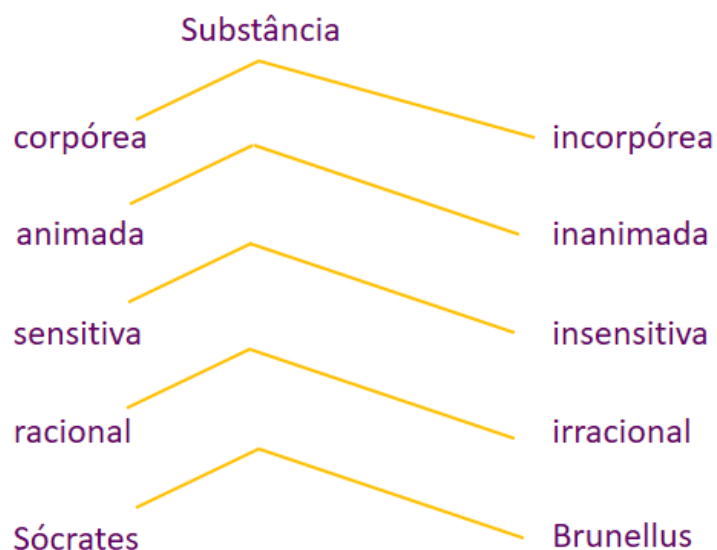 Substância
corpórea incorpórea
animada inanimada
sensitiva insensitiva
racional irracional
Sócrates Brunellus